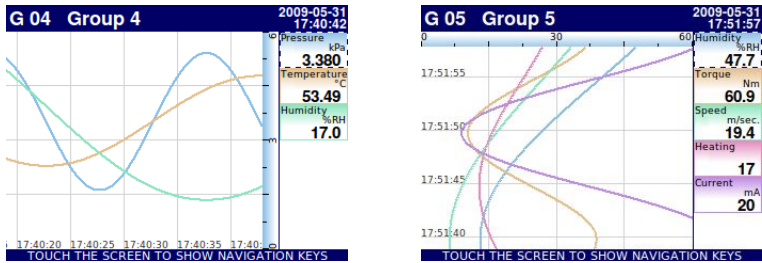 G 04 Group 4
2009-05-31
17:40:42
6
Pressure
kPa
3.380
Temperature
°C
53.49
Humidity
%RH
17.0
3
0
17:40:20 17:40:25 17:40:30 17:40:35 17:40:
TOUCH THE SCREEN TO SHOW NAVIGATION KEYS
G 05 Group 5
2009-05-31
17:51:57
0 30 60
Humidity
%RH
47.7
Torque
Nm
60.9
Speed
m/sec.
19.4
Heating
17
Current
mA
20
17:51:55
17:51:50
17:51:45
17:51:40
TOUCH THE SCREEN TO SHOW NAVIGATION KEYS